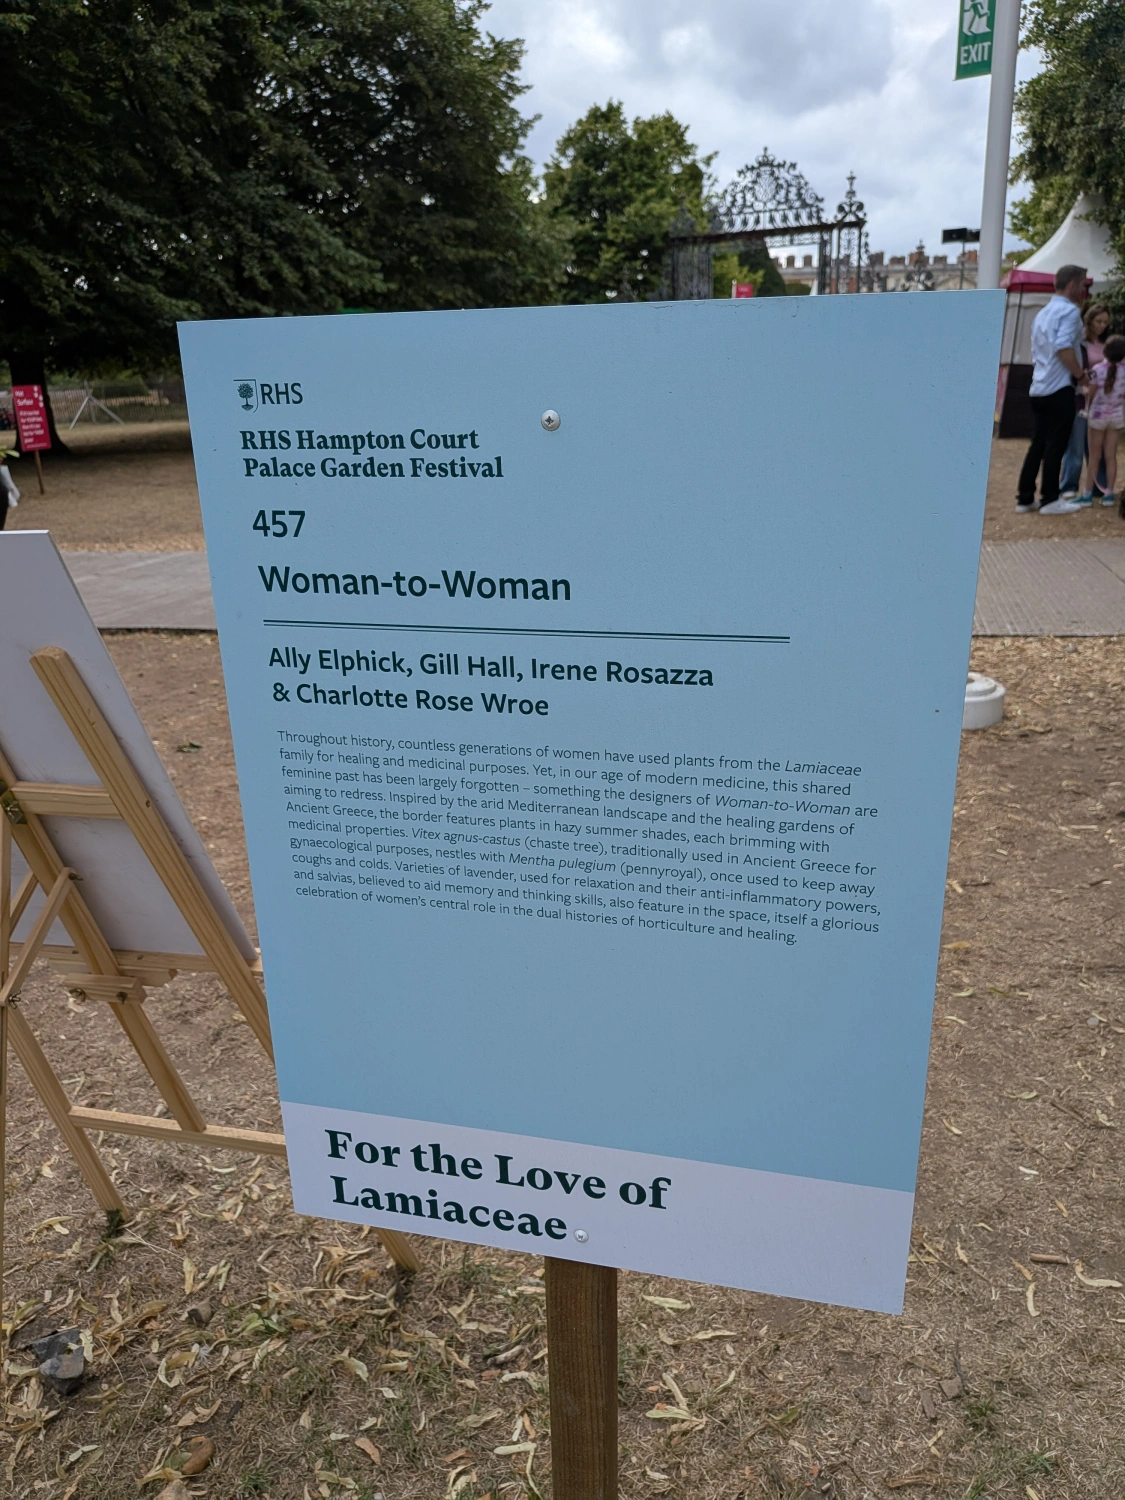 EXIT
RHS
RHS Hampton Court
Palace Garden Festival
457
Woman-to-Woman
Ally Elphick, Gill Hall, Irene Rosazza
& Charlotte Rose Wroe
Throughout history, countless generations of women have used plants from the Lamiaceae
family for healing and medicinal purposes. Yet, in our age of modern medicine, this shared
feminine past has been largely forgotten – something the designers of Woman-to-Woman are
aiming to redress. Inspired by the arid Mediterranean landscape and the healing gardens of
Ancient Greece, the border features plants in hazy summer shades, each brimming with
medicinal properties. Vitex agnus-castus (chaste tree), traditionally used in Ancient Greece for
gynaecological purposes, nestles with Mentha pulegium (pennyroyal), once used to keep away
coughs and colds. Varieties of lavender, used for relaxation and their anti-inflammatory powers,
and salvias, believed to aid memory and thinking skills, also feature in the space, itself a glorious
celebration of women's central role in the dual histories of horticulture and healing.
For the Love of
Lamiaceae